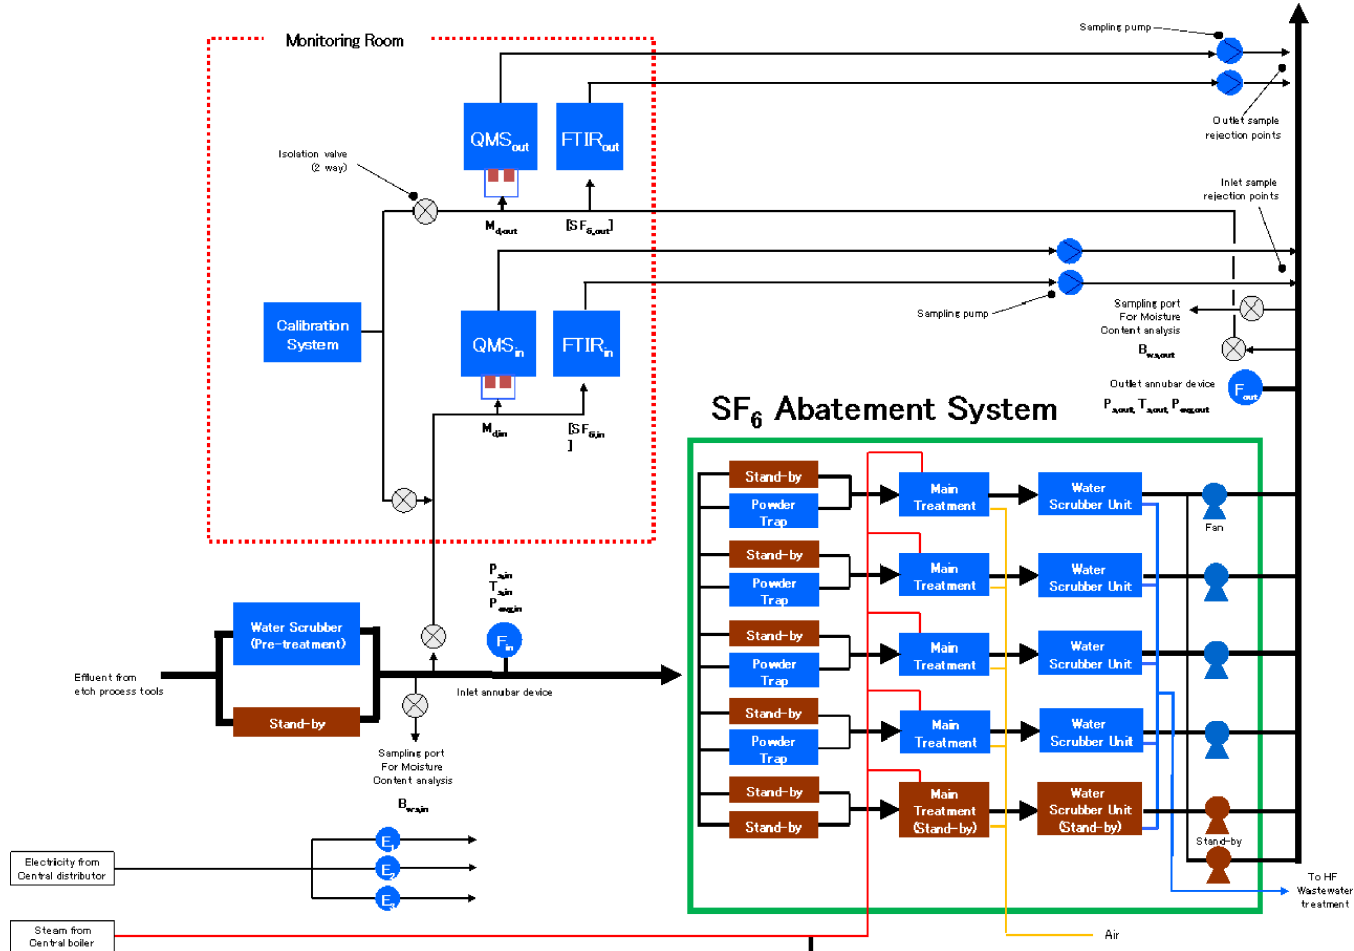 Monitoring Room
Sampling pump
QMSout
FTIRout
Outlet sample
rejection points
Isolation valve
(2 way)
Inlet sample
rejection points
Md,out
[SF6,out]
Calibration
System
QMSin
FTIRin
Sampling pump
Sampling port
For Moisture
Content analysis
Bws,out
Outlet annubar device
Fout
Ps,out, Ts,out, Pavg,out
Md,in
[SF6,in
]
SF6 Abatement System
Stand-by
Powder
Trap
Main
Treatment
Water
Scrubber Unit
Fan
Stand-by
Powder
Trap
Main
Treatment
Water
Scrubber Unit
Ps,in
Ts,in
Pavg,in
Water Scrubber
(Pre-treatment)
Fin
Stand-by
Powder
Trap
Main
Treatment
Water
Scrubber Unit
Effluent from
etch process tools
Inlet annubar device
Stand-by
Stand-by
Powder
Trap
Main
Treatment
Water
Scrubber Unit
Sampling port
For Moisture
Content analysis
Bws,in
Stand-by
Stand-by
Main
Treatment
(Stand-by)
Water
Scrubber Unit
(Stand-by)
Stand-by
Electricity from
Central distributor
E1
E2
E3
To HF
Wastewater
treatment
Steam from
Central boiler
Air